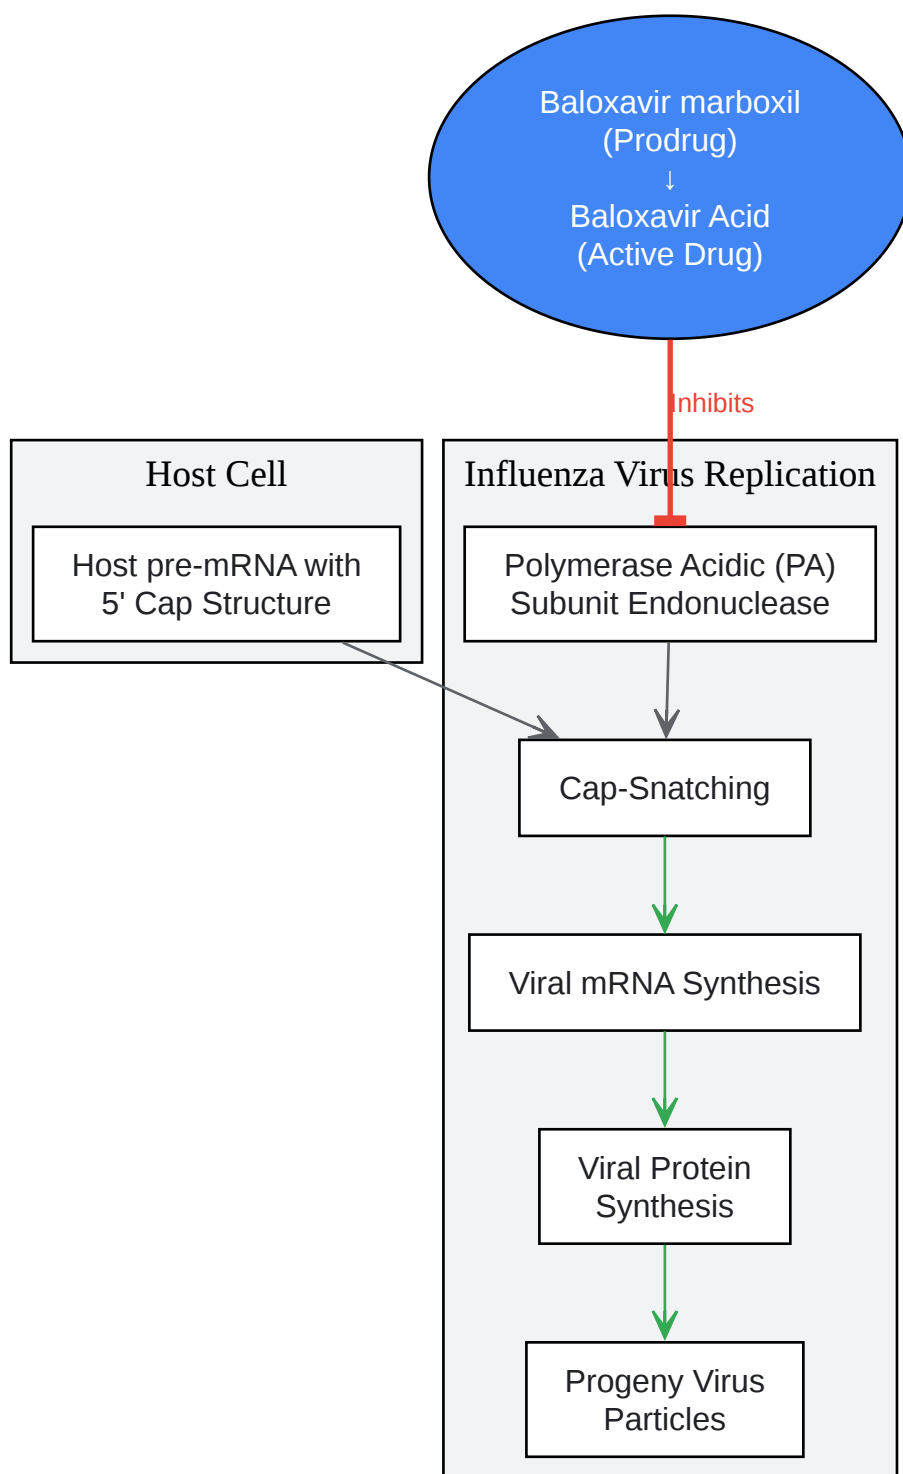 Baloxavir marboxil
(Prodrug)
↓
Baloxavir Acid
(Active Drug)
Inhibits
Host Cell
Host pre-mRNA with
5' Cap Structure
Influenza Virus Replication
Polymerase Acidic (PA)
Subunit Endonuclease
Cap-Snatching
Viral mRNA Synthesis
Viral Protein
Synthesis
Progeny Virus
Particles